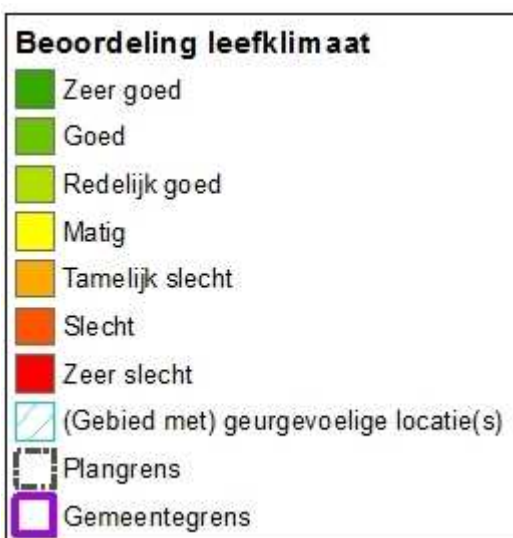 Beoordeling leefklimaat
Zeer goed
Goed
Redelijk goed
Matig
Tamelijk slecht
Slecht
Zeer slecht
(Gebied met) geurgevoelige locatie(s)
Plangrens
Gemeentegrens